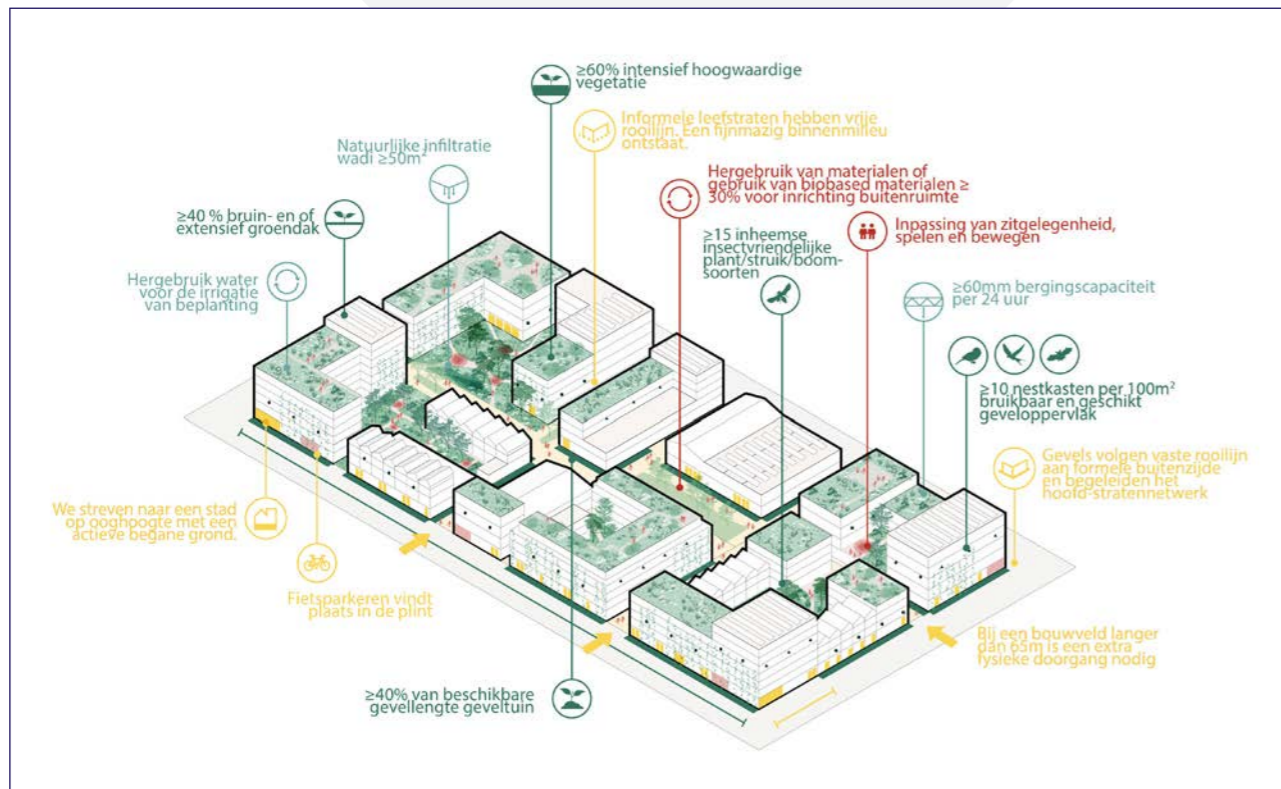 ≥60% intensief hoogwaardige
vegetatie
Informele leefstraten hebben vrije
rooilijn. Een fijnmazig binnenmilieu
ontstaat.
Natuurlijke infiltratie
wadi ≥50m²
Hergebruik van materialen of
gebruik van biobased materialen ≥
30% voor inrichting buitenruimte
≥40 % bruin- en of
extensief groendak
≥15 inheemse
insectvriendelijke
plant/struik/boom-
soorten
Inpassing van zitgelegenheid,
spelen en bewegen
Hergebruik water
voor de irrigatie
van beplanting
≥60mm bergingscapaciteit
per 24 uur
≥10 nestkasten per 100m²
bruikbaar en geschikt
geveloppervlak
Gevels volgen vaste rooilijn
aan formele buitenzijde
en begeleiden het
hoofd-stratennetwerk
We streven naar een stad
op ooghoogte met een
actieve begane grond.
Fietsparkeren vindt
plaats in de plint
Bij een bouwveld langer
dan 65m is een extra
fysieke doorgang nodig
≥40% van beschikbare
gevellengte geveltuin